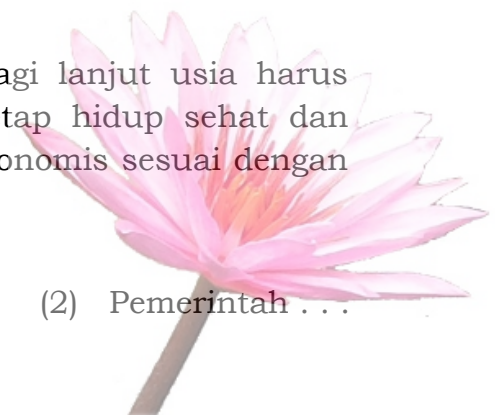 agi lanjut usia harus
tap hidup sehat dan
onomis sesuai dengan
(2) Pemerintah . . .